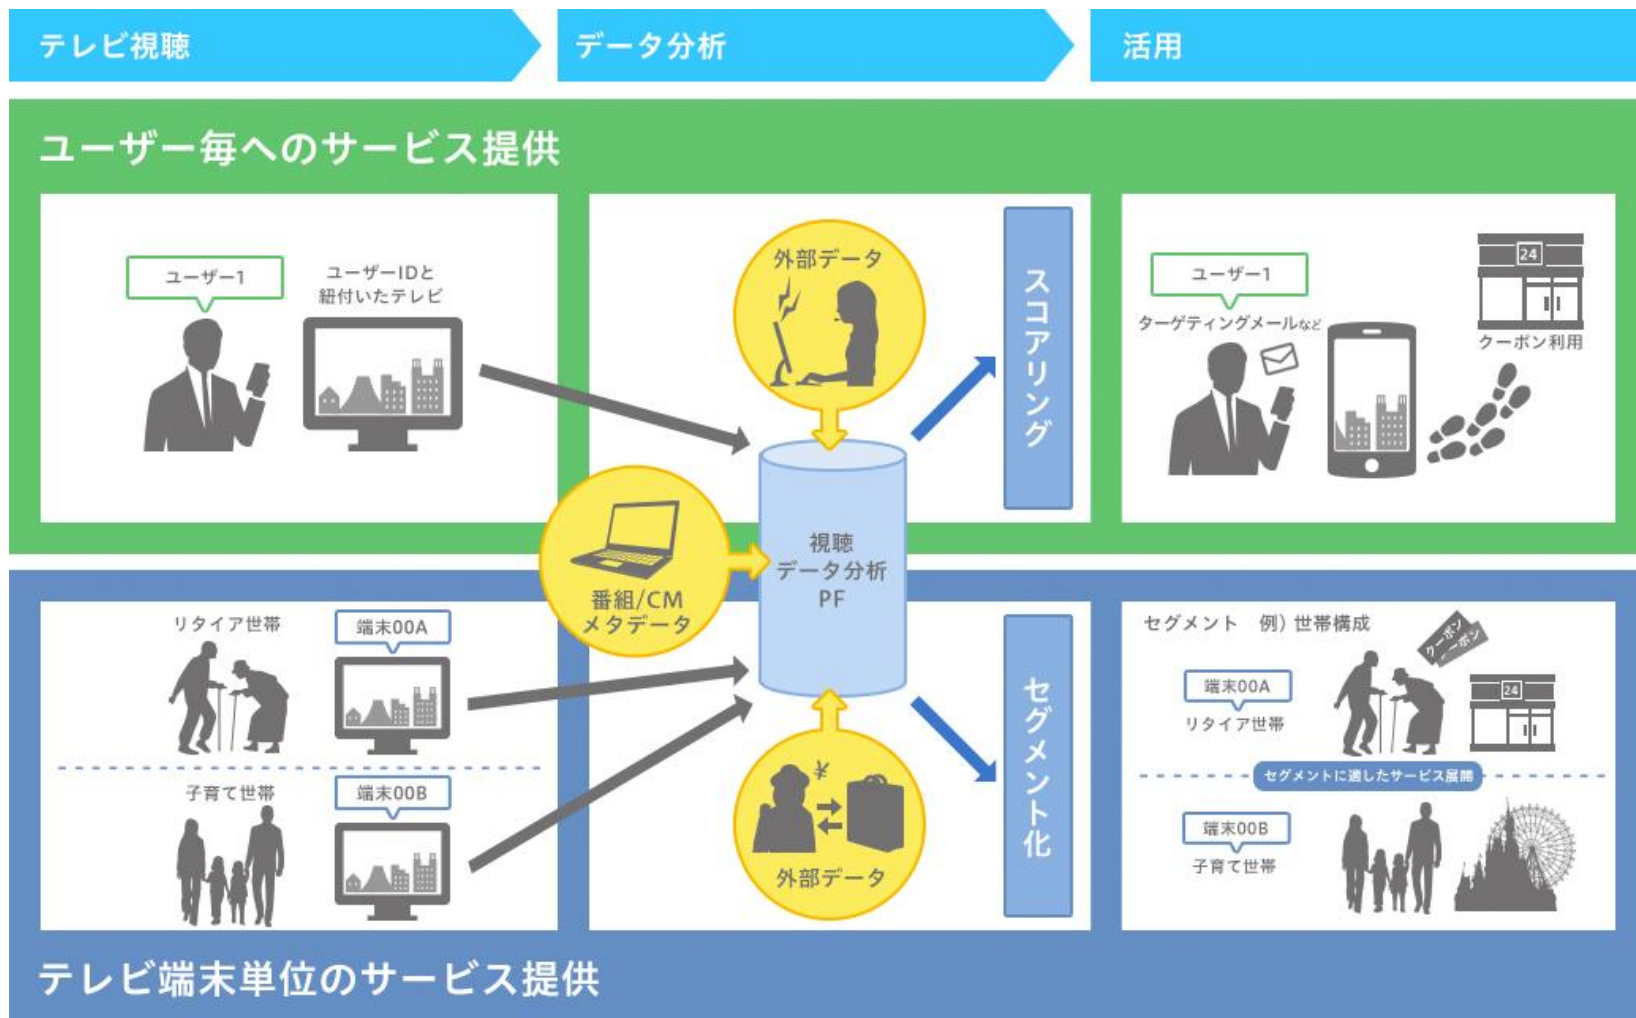 テレビ視聴
データ分析
活用
ユーザー毎へのサービス提供
ユーザー1
ユーザーIDと
紐付いたテレビ
外部データ
スコアリング
ユーザー1
ターゲティングメールなど
24
クーポン利用
番組/CM
メタデータ
視聴
データ分析
PF
リタイア世帯
端末00A
子育て世帯
端末00B
¥
外部データ
セグメント化
セグメント 例）世帯構成
クーポン
ーポン
端末00A
リタイア世帯
24
セグメントに適したサービス展開
端末00B
子育て世帯
テレビ端末単位のサービス提供